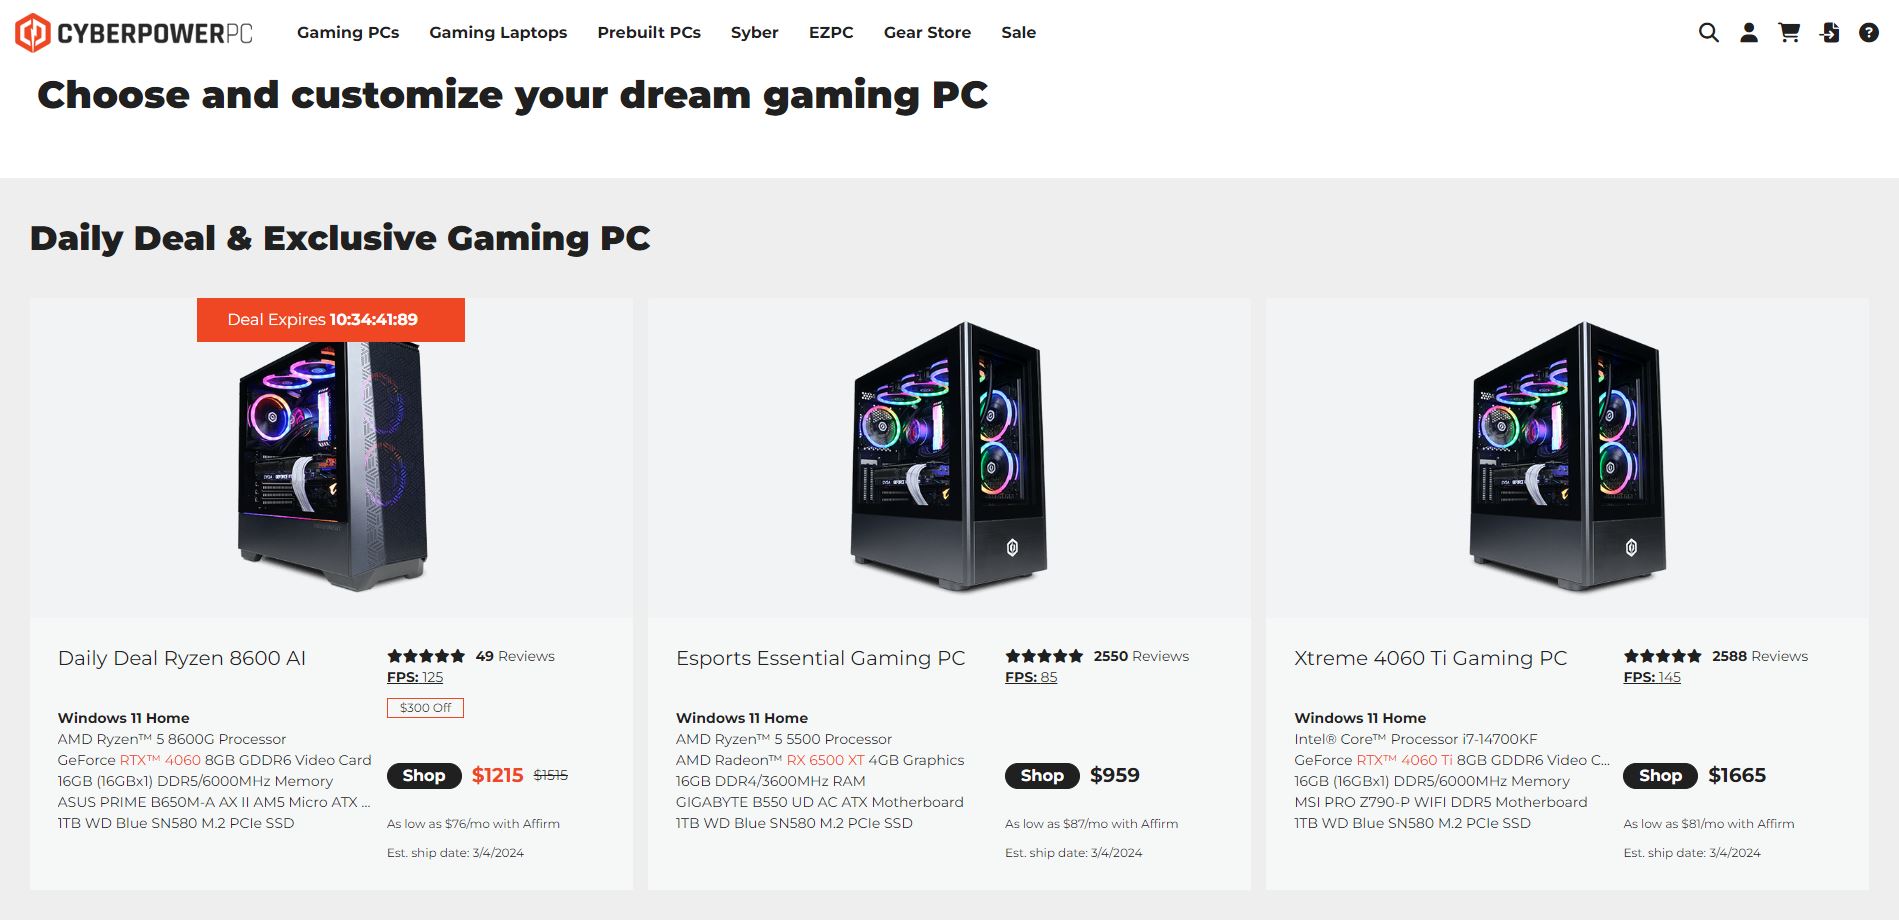 CYBERPOWERPC
Gaming PCs
Gaming Laptops
Prebuilt PCs
Syber
EZPC
Gear Store
Sale
Choose and customize your dream gaming PC
Daily Deal & Exclusive Gaming PC
Deal Expires 10:34:41:89
Daily Deal Ryzen 8600 AI
49 Reviews
FPS: 125
$300 Off
Windows 11 Home
AMD Ryzen™ 5 8600G Processor
GeForce RTX™ 4060 8GB GDDR6 Video Card
16GB (16GBx1) DDR5/6000MHz Memory
ASUS PRIME B650M-A AX II AM5 Micro ATX ...
1TB WD Blue SN580 M.2 PCIe SSD
Shop $1215 $1515
As low as $76/mo with Affirm
Est. ship date: 3/4/2024
Esports Essential Gaming PC
2550 Reviews
FPS: 85
Windows 11 Home
AMD Ryzen™ 5 5500 Processor
AMD Radeon™ RX 6500 XT 4GB Graphics
16GB DDR4/3600MHz RAM
GIGABYTE B550 UD AC ATX Motherboard
1TB WD Blue SN580 M.2 PCIe SSD
Shop $959
As low as $87/mo with Affirm
Est. ship date: 3/4/2024
Xtreme 4060 Ti Gaming PC
2588 Reviews
FPS: 145
Windows 11 Home
Intel® Core™ Processor i7-14700KF
GeForce RTX™ 4060 Ti 8GB GDDR6 Video C...
16GB (16GBx1) DDR5/6000MHz Memory
MSI PRO Z790-P WIFI DDR5 Motherboard
1TB WD Blue SN580 M.2 PCIe SSD
Shop $1665
As low as $81/mo with Affirm
Est. ship date: 3/4/2024